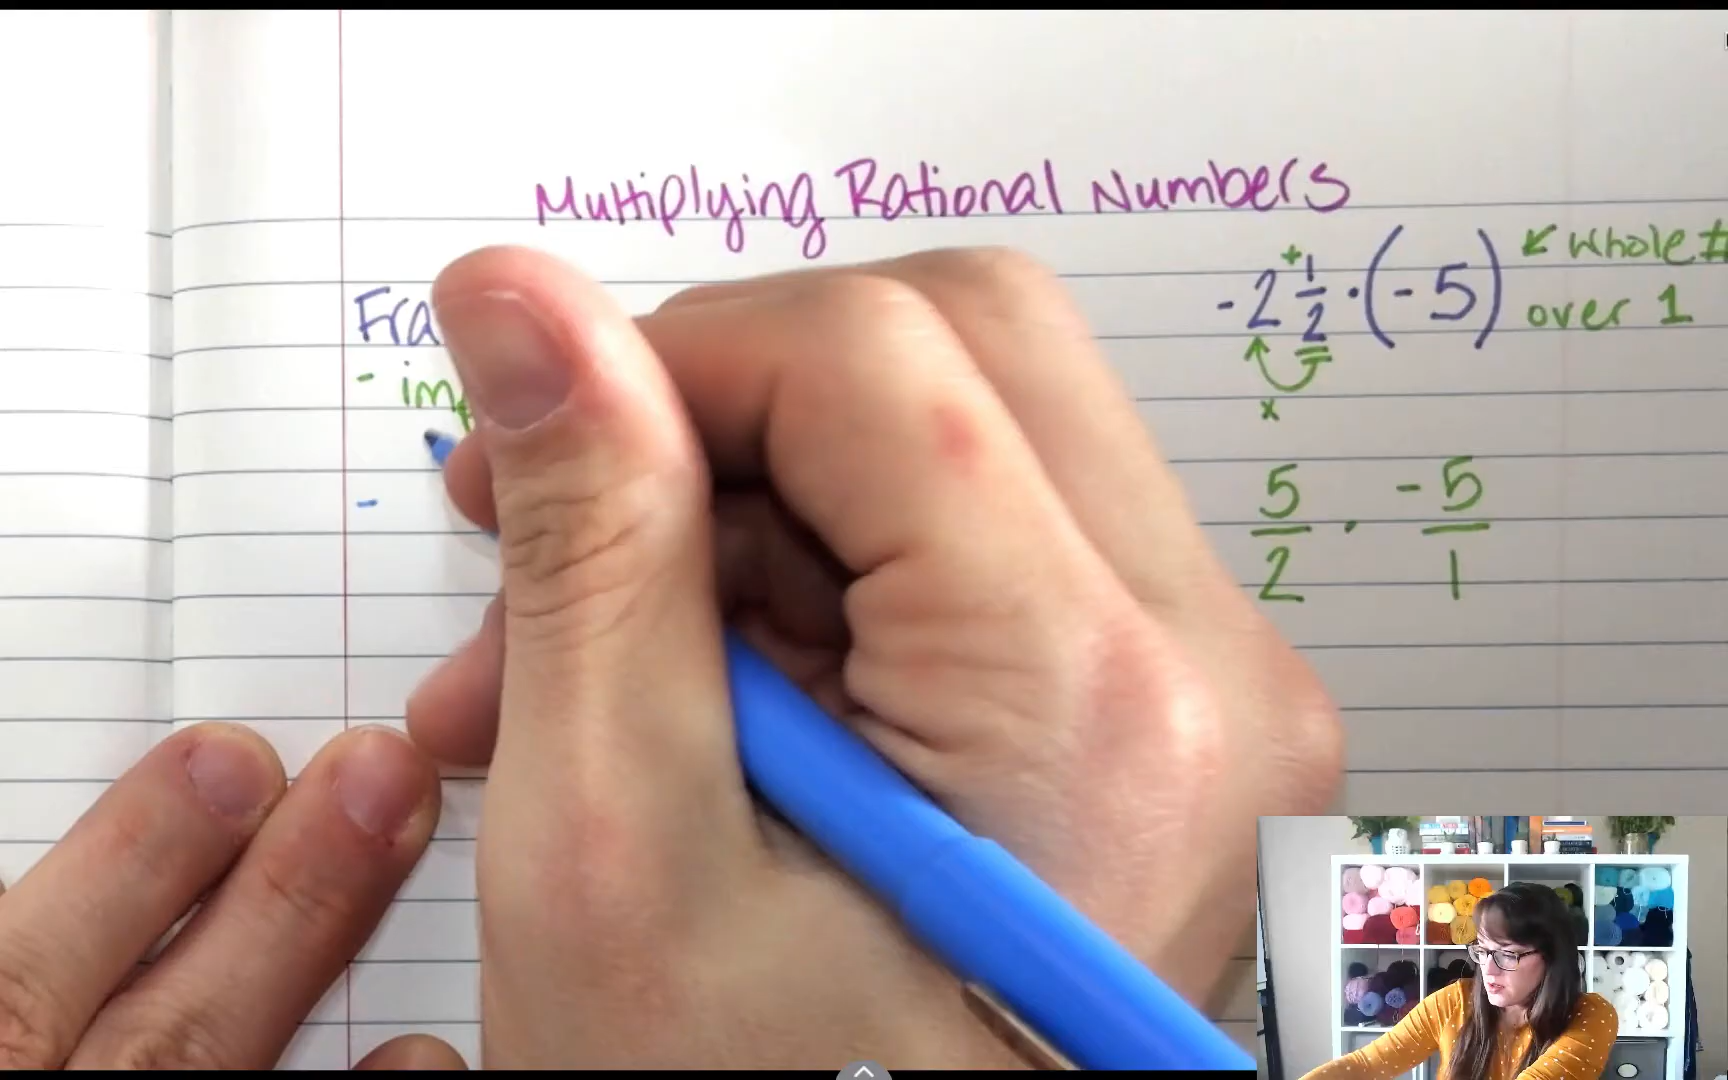 Multiplying Rational Numbers
+
-2 1/2 · (-5) ↙ Whole #
over 1
x
-
-
5/2 · -5/1